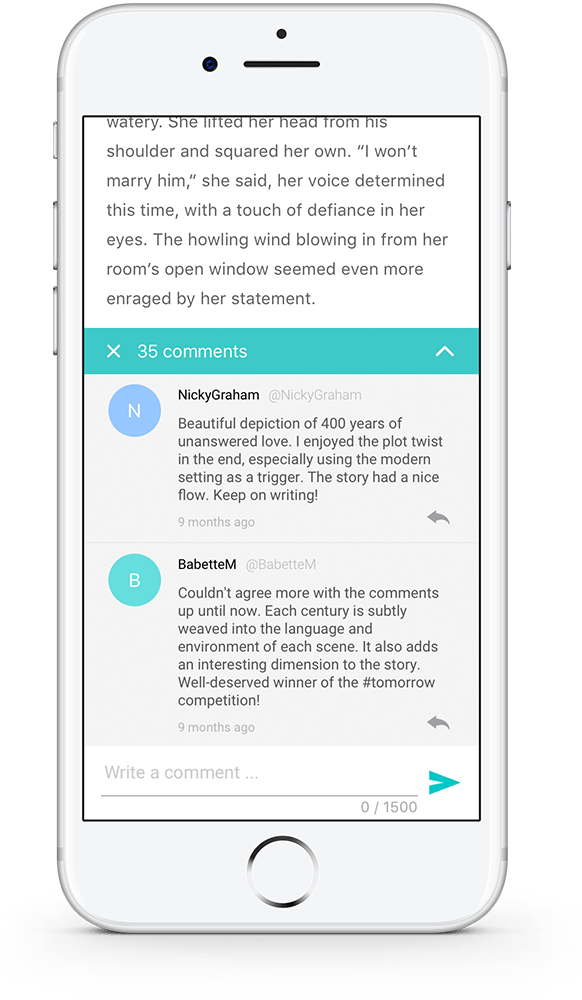 watery. She lifted her head from his
shoulder and squared her own. “I won’t
marry him,” she said, her voice determined
this time, with a touch of defiance in her
eyes. The howling wind blowing in from her
room’s open window seemed even more
enraged by her statement.
35 comments
N
NickyGraham @NickyGraham
Beautiful depiction of 400 years of
unanswered love. I enjoyed the plot twist
in the end, especially using the modern
setting as a trigger. The story had a nice
flow. Keep on writing!
9 months ago
B
BabetteM @BabetteM
Couldn't agree more with the comments
up until now. Each century is subtly
weaved into the language and
environment of each scene. It also adds
an interesting dimension to the story.
Well-deserved winner of the #tomorrow
competition!
9 months ago
Write a comment ...
0 / 1500